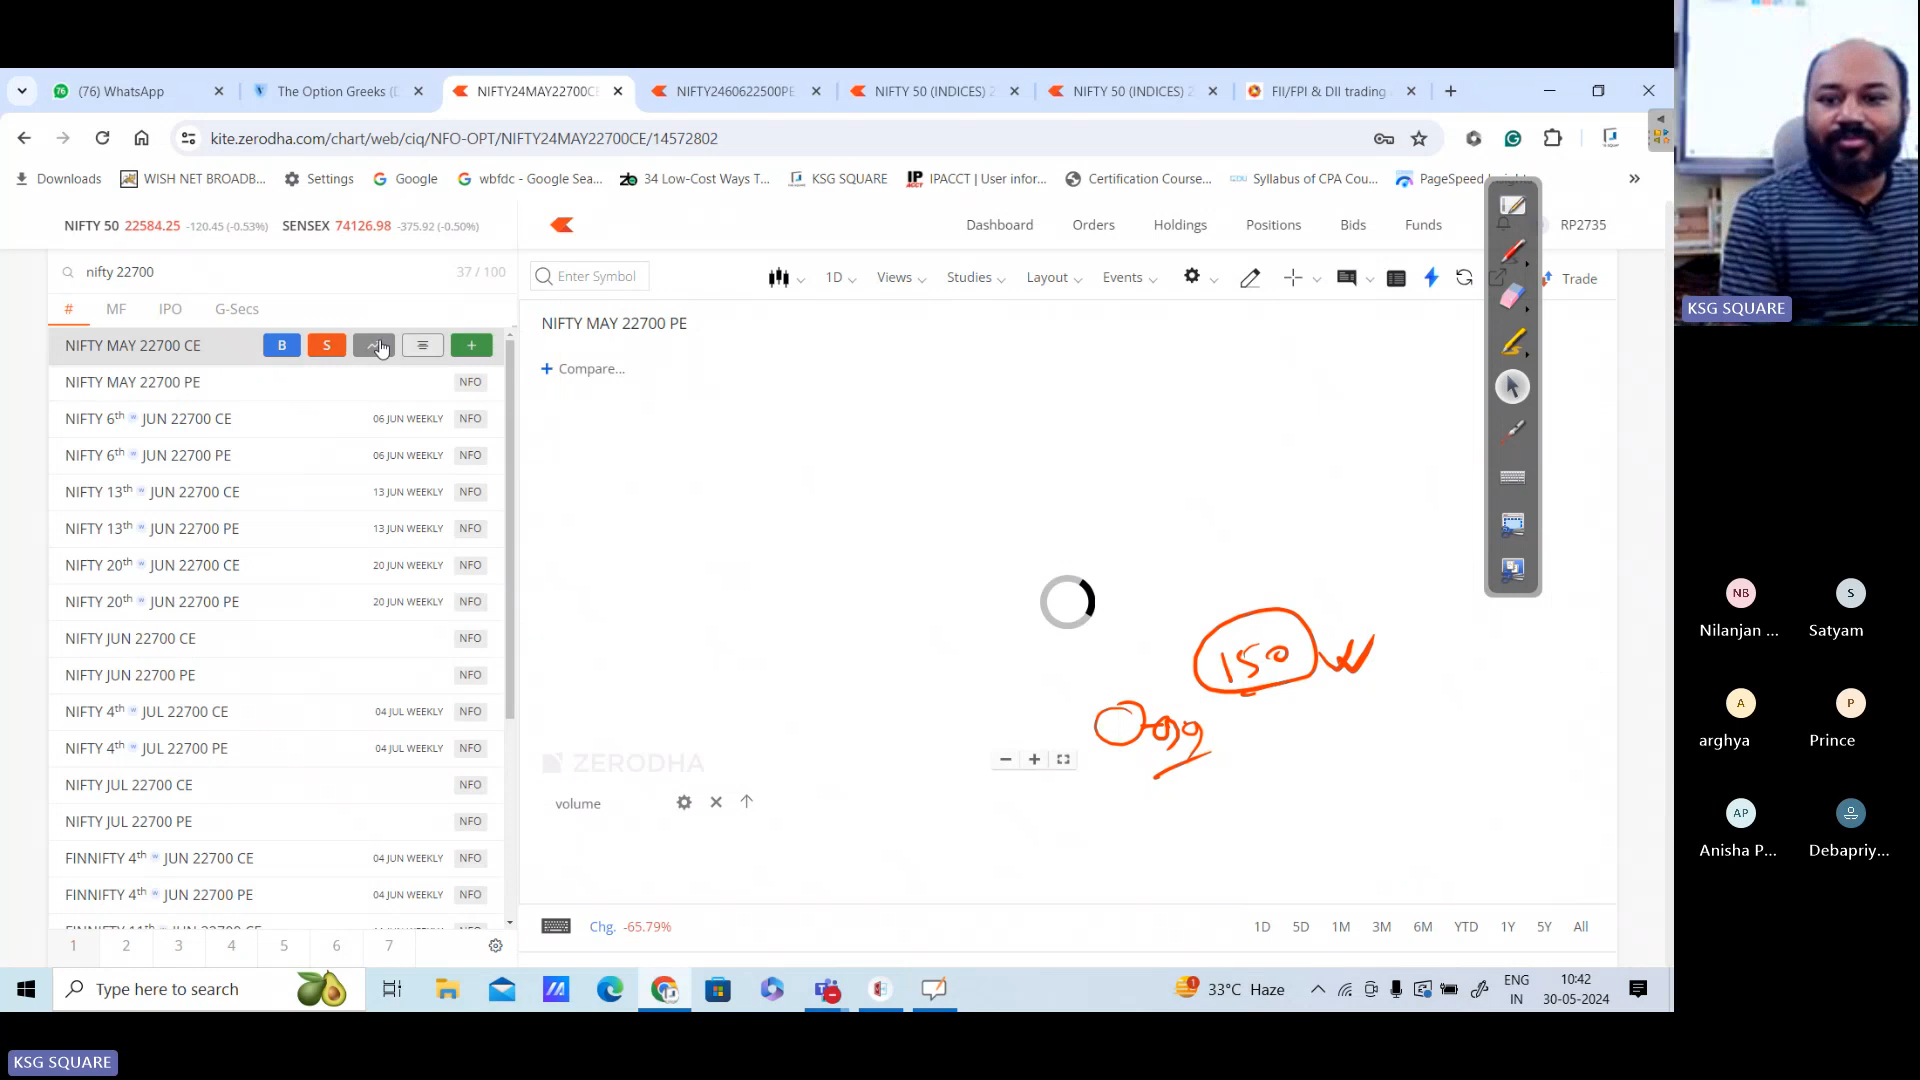 (76) WhatsApp
The Option Greeks (D
NIFTY24MAY22700CE
NIFTY2460622500PE
NIFTY 50 (INDICES) 2
NIFTY 50 (INDICES) 2
FII/FPI & DII trading
kite.zerodha.com/chart/web/ciq/NFO-OPT/NIFTY24MAY22700CE/14572802
Downloads
WISH NET BROADB...
Settings
Google
wbfdc - Google Sea...
34 Low-Cost Ways T...
KSG SQUARE
IPACCT | User infor...
Certification Course...
Syllabus of CPA Cou...
PageSpeed Insights
NIFTY 50 22584.25 -120.45 (-0.53%) SENSEX 74126.98 -375.92 (-0.50%)
Dashboard Orders Holdings Positions Bids Funds RP2735
nifty 22700 37 / 100
Enter Symbol 1D Views Studies Layout Events Trade
# MF IPO G-Secs
NIFTY MAY 22700 PE
Compare...
NIFTY MAY 22700 CE B S +
NIFTY MAY 22700 PE NFO
NIFTY 6th w JUN 22700 CE 06 JUN WEEKLY NFO
NIFTY 6th w JUN 22700 PE 06 JUN WEEKLY NFO
NIFTY 13th w JUN 22700 CE 13 JUN WEEKLY NFO
NIFTY 13th w JUN 22700 PE 13 JUN WEEKLY NFO
NIFTY 20th w JUN 22700 CE 20 JUN WEEKLY NFO
NIFTY 20th w JUN 22700 PE 20 JUN WEEKLY NFO
NIFTY JUN 22700 CE NFO
NIFTY JUN 22700 PE NFO
NIFTY 4th w JUL 22700 CE 04 JUL WEEKLY NFO
NIFTY 4th w JUL 22700 PE 04 JUL WEEKLY NFO
NIFTY JUL 22700 CE NFO
NIFTY JUL 22700 PE NFO
FINNIFTY 4th w JUN 22700 CE 04 JUN WEEKLY NFO
FINNIFTY 4th w JUN 22700 PE 04 JUN WEEKLY NFO
1 2 3 4 5 6 7
150
ZERODHA
volume
Chg. -65.79%
1D 5D 1M 3M 6M YTD 1Y 5Y All
Type here to search
33°C Haze
ENG
IN
10:42
30-05-2024
KSG SQUARE
NB
Nilanjan ...
S
Satyam
A
arghya
P
Prince
AP
Anisha P...
Debapriy...
KSG SQUARE